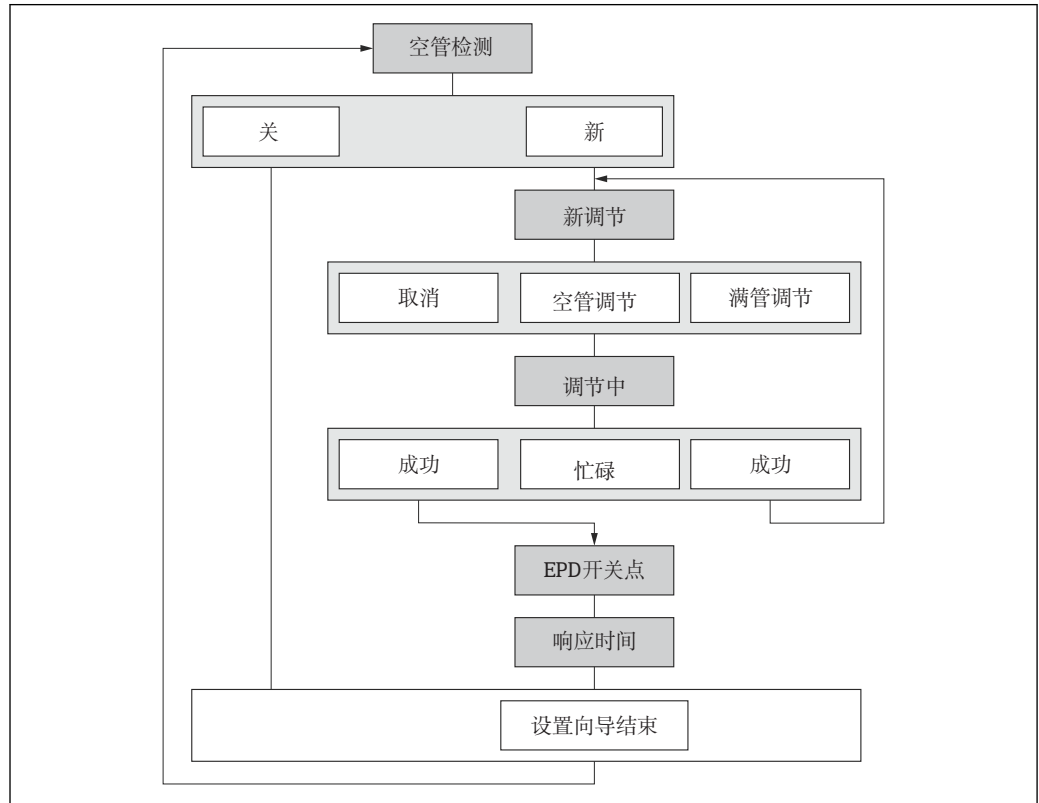 空管检测
关
新
新调节
取消
空管调节
满管调节
调节中
成功
忙碌
成功
EPD开关点
响应时间
设置向导结束